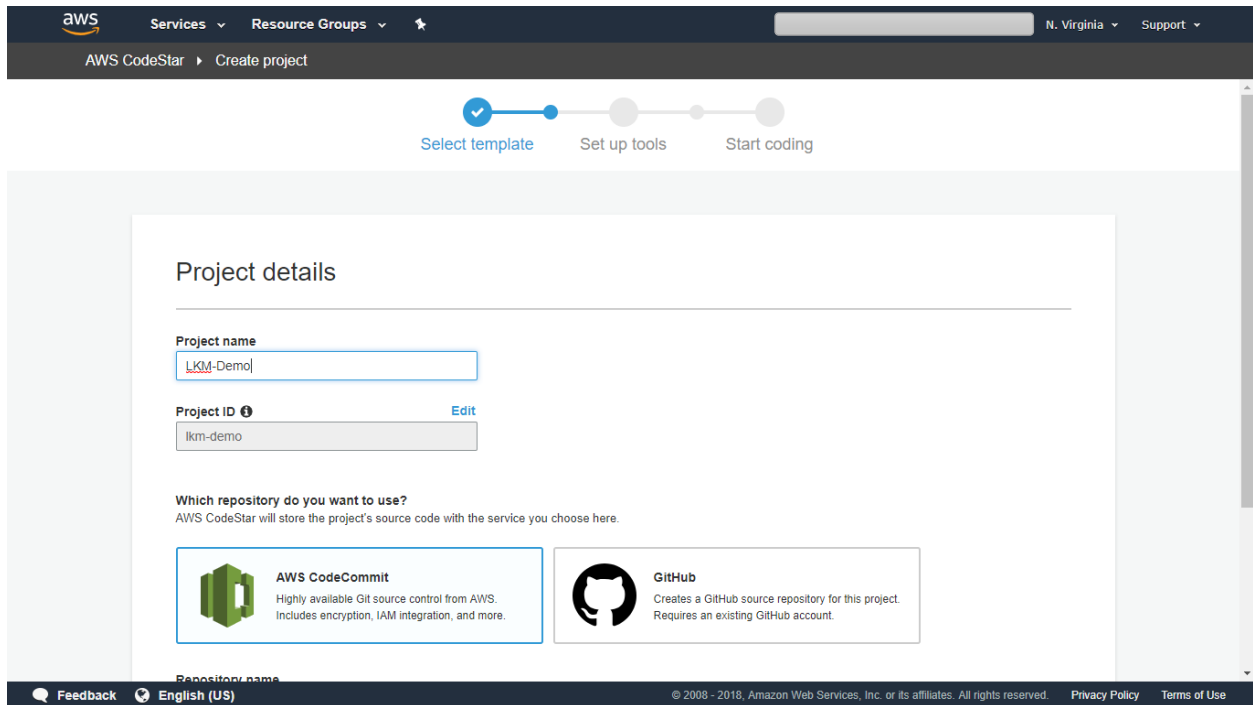 aws Services Resource Groups N. Virginia Support
AWS CodeStar Create project
Select template Set up tools Start coding
Project details
Project name
LKM-Demo
Project ID Edit
lkm-demo
Which repository do you want to use?
AWS CodeStar will store the project's source code with the service you choose here.
AWS CodeCommit
Highly available Git source control from AWS.
Includes encryption, IAM integration, and more.
GitHub
Creates a GitHub source repository for this project.
Requires an existing GitHub account.
Repository name
Feedback English (US) © 2008 - 2018, Amazon Web Services, Inc. or its affiliates. All rights reserved. Privacy Policy Terms of Use